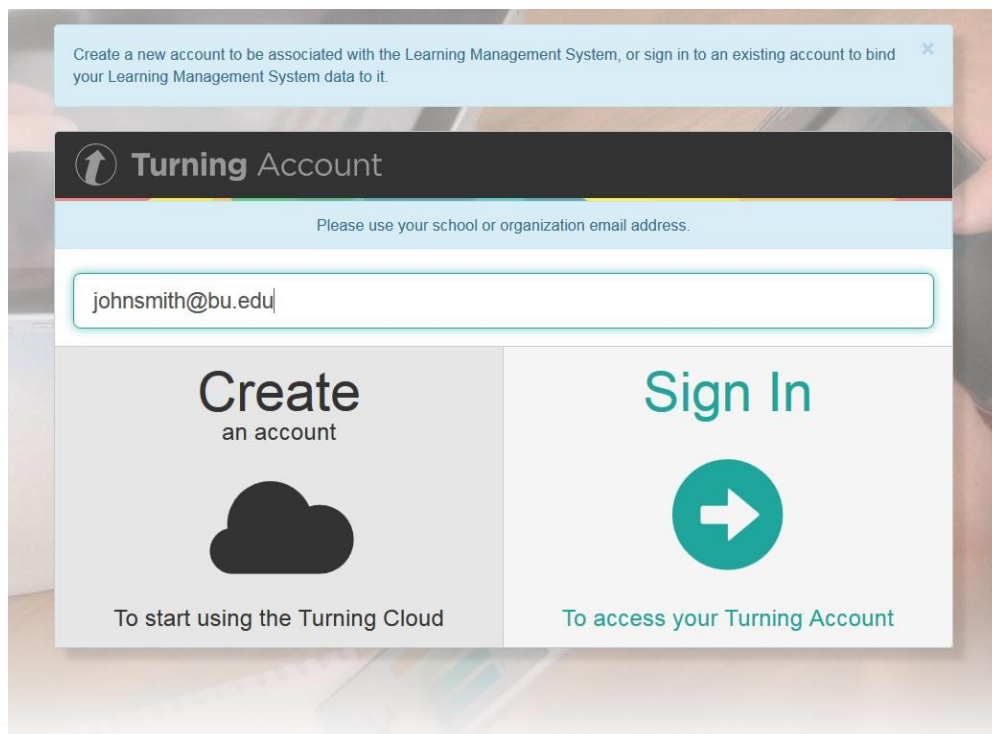 Create a new account to be associated with the Learning Management System, or sign in to an existing account to bind
your Learning Management System data to it.
×
Turning Account
Please use your school or organization email address.
johnsmith@bu.edu
Create
an account
To start using the Turning Cloud
Sign In
To access your Turning Account